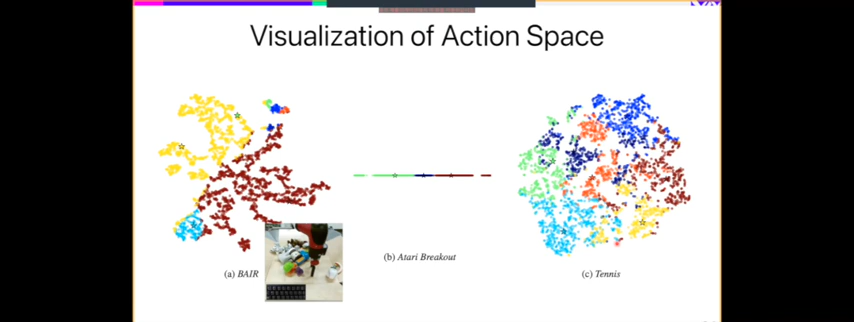 Visualization of Action Space
(a) BAIR
(b) Atari Breakout
(c) Tennis